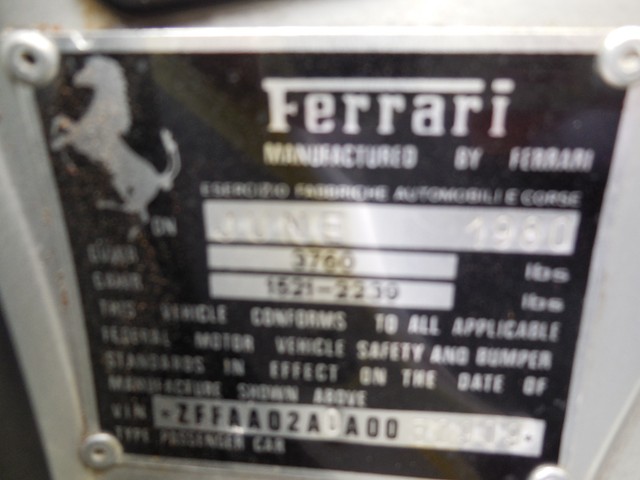 Ferrari
MANUFACTURED BY FERRARI
ESERCIZIO FABBRICHE AUTOMOBILI E CORSE
ON JUNE 1980
GVWR 3760 lbs
GAWR 1521-2239 lbs
THIS VEHICLE CONFORMS TO ALL APPLICABLE
FEDERAL MOTOR VEHICLE SAFETY AND BUMPER
STANDARDS IN EFFECT ON THE DATE OF
MANUFACTURE SHOWN ABOVE
VIN
TYPE PASSENGER CAR